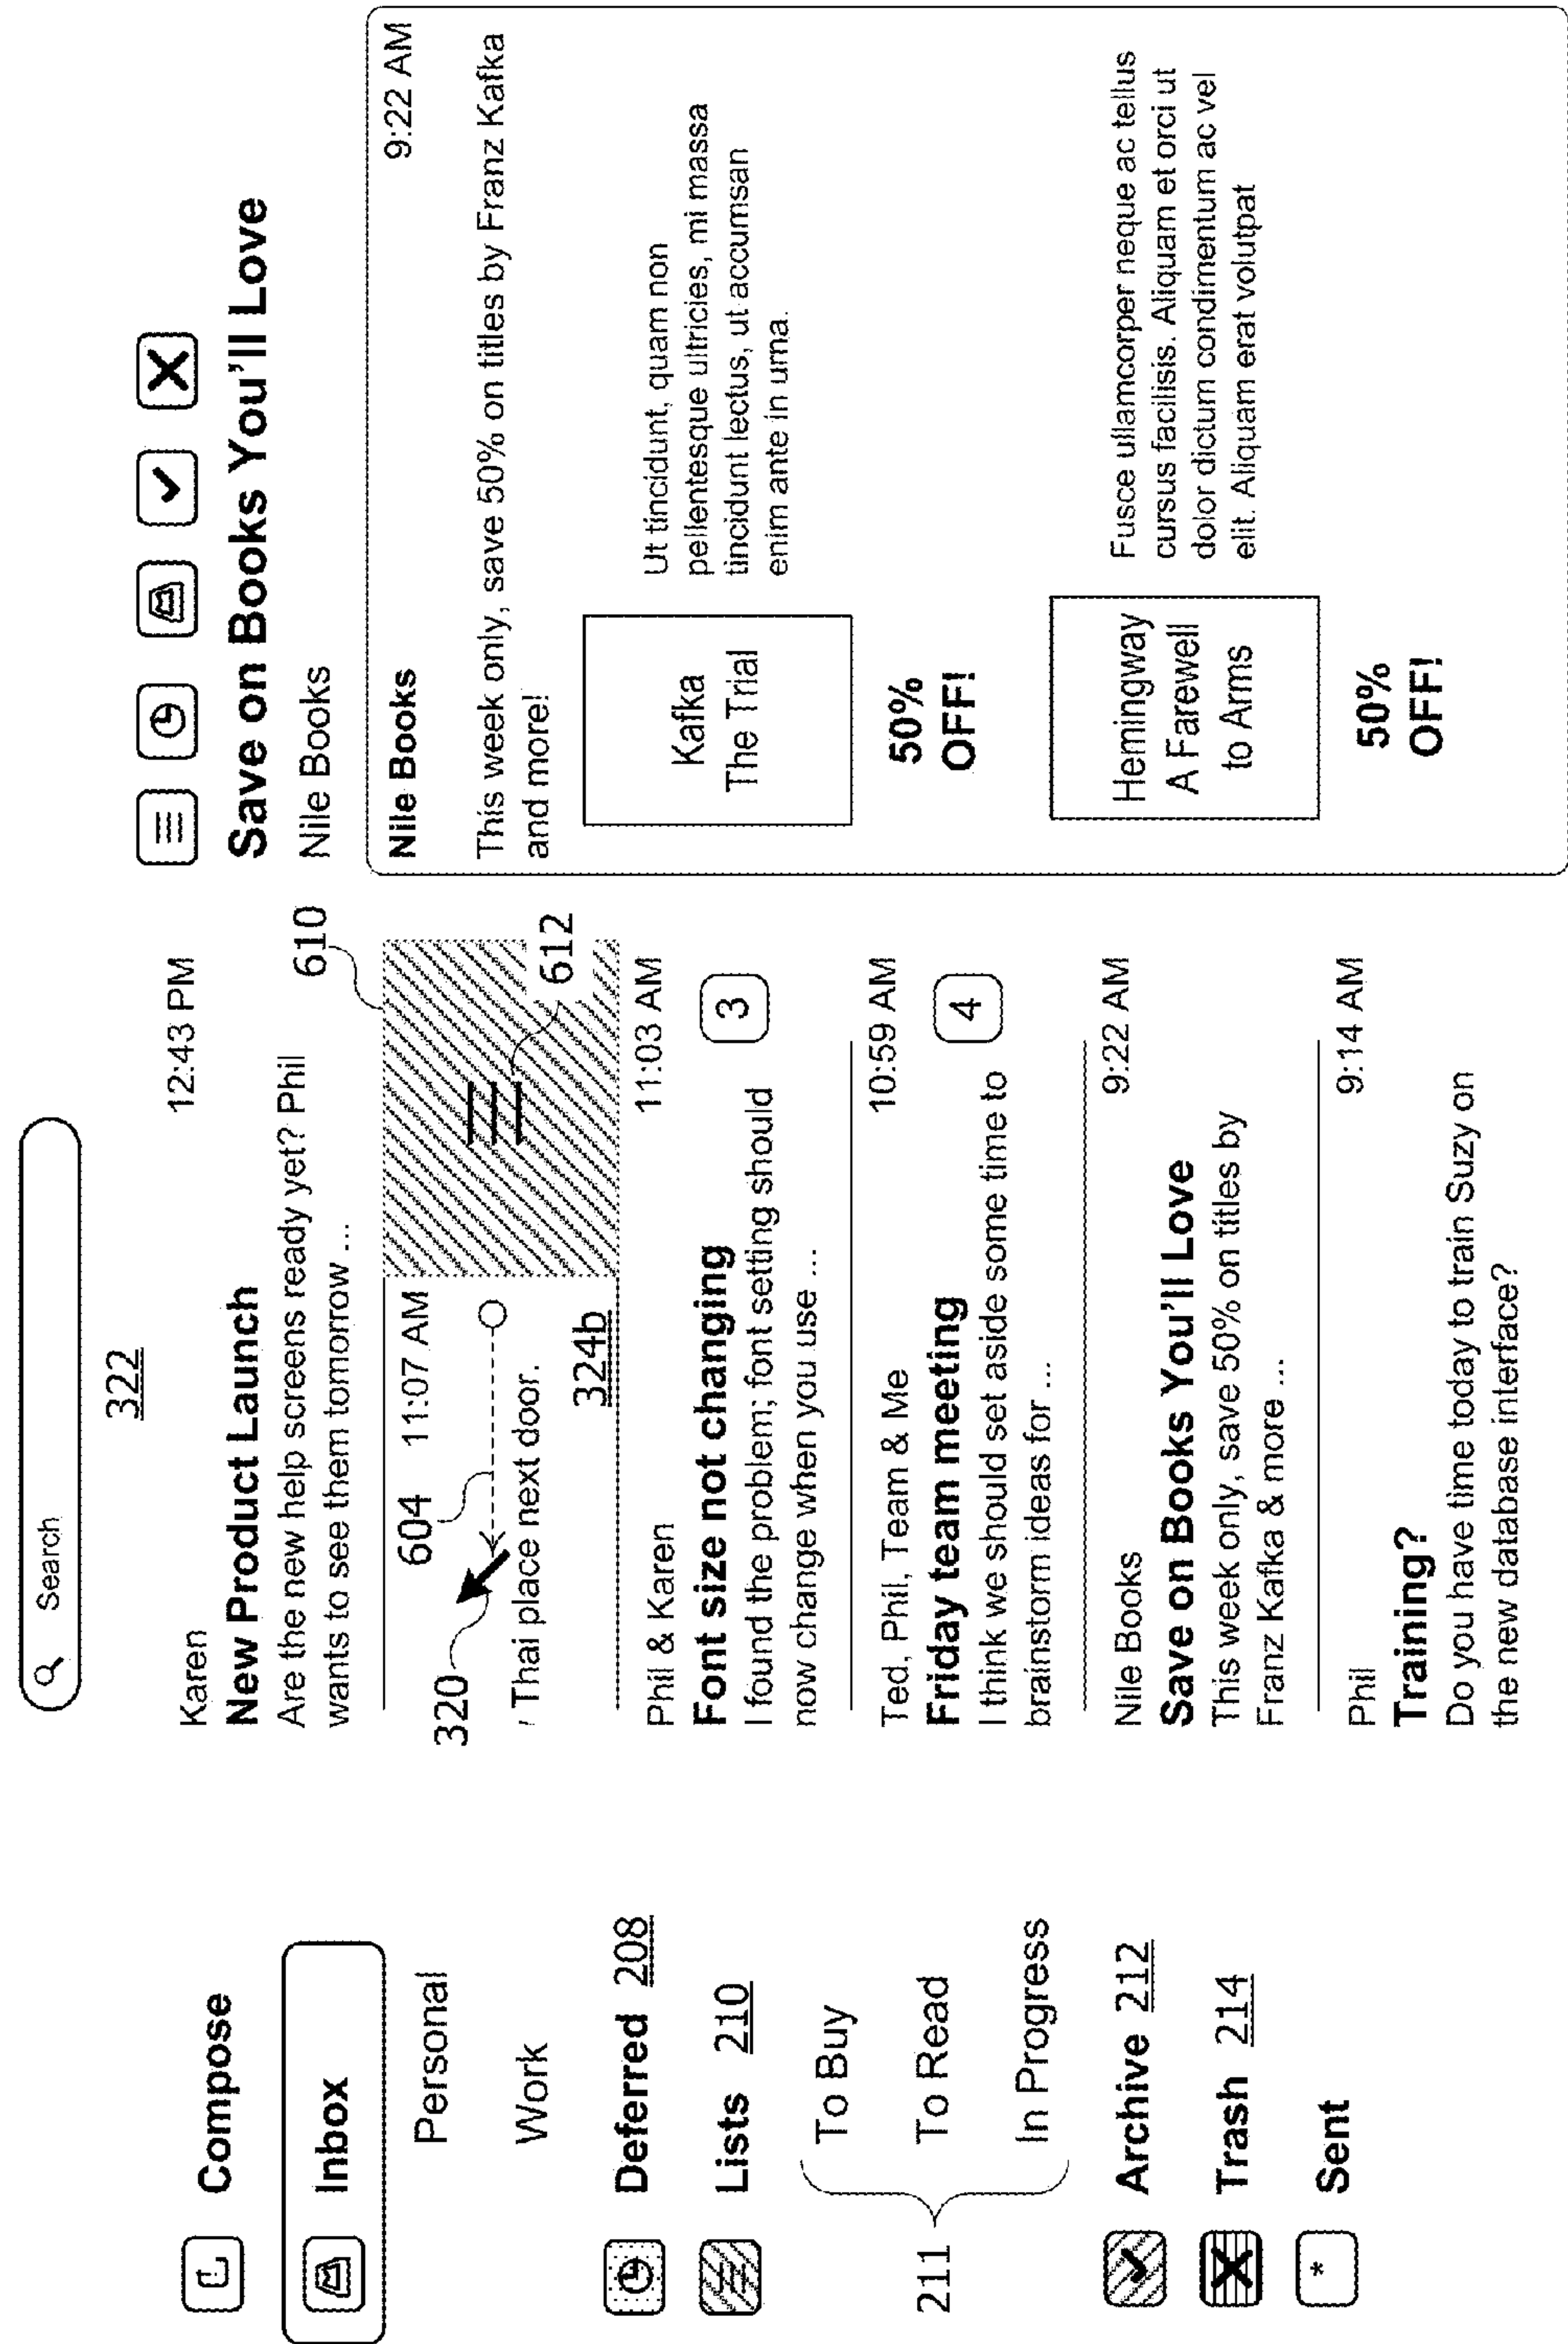 Search
322
Compose
Inbox
Personal
Work
Deferred 208
Lists 210
211
To Buy
To Read
In Progress
Archive 212
Trash 214
* Sent
Karen 12:43 PM
New Product Launch
Are the new help screens ready yet? Phil
wants to see them tomorrow ...
610
604 11:07 AM
320
Thai place next door.
324b
612
Phil & Karen 11:03 AM
Font size not changing 3
I found the problem; font setting should
now change when you use ...
Ted, Phil, Team & Me 10:59 AM
Friday team meeting 4
I think we should set aside some time to
brainstorm ideas for ...
Nile Books 9:22 AM
Save on Books You'll Love
This week only, save 50% on titles by
Franz Kafka & more ...
Phil 9:14 AM
Training?
Do you have time today to train Suzy on
the new database interface?
Save on Books You'll Love
Nile Books
Nile Books 9:22 AM
This week only, save 50% on titles by Franz Kafka
and more!
Kafka
The Trial
50%
OFF!
Ut tincidunt, quam non
pellentesque ultricies, mi massa
tincidunt lectus, ut accumsan
enim ante in urna.
Hemingway
A Farewell
to Arms
50%
OFF!
Fusce ullamcorper neque ac tellus
cursus facilisis. Aliquam et orci ut
dolor dictum condimentum ac vel
elit. Aliquam erat volutpat